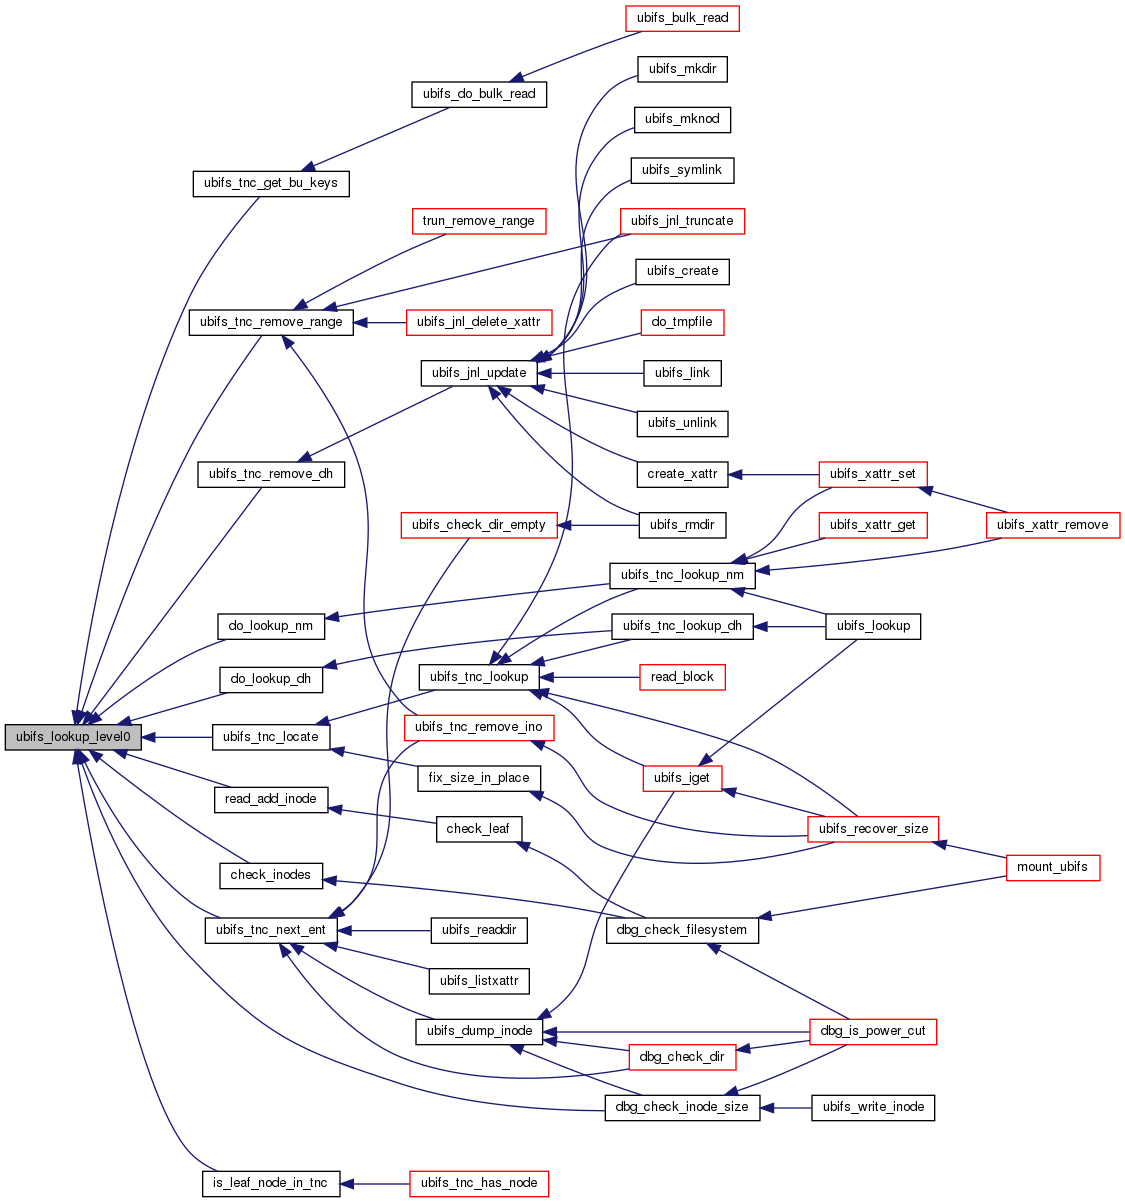 ubifs_bulk_read
ubifs_mkdir
ubifs_do_bulk_read
ubifs_mknod
ubifs_symlink
ubifs_tnc_get_bu_keys
trun_remove_range
ubifs_jnl_truncate
ubifs_create
ubifs_tnc_remove_range
ubifs_jnl_delete_xattr
do_tmpfile
ubifs_jnl_update
ubifs_link
ubifs_unlink
ubifs_tnc_remove_dh
create_xattr
ubifs_xattr_set
ubifs_check_dir_empty
ubifs_rmdir
ubifs_xattr_get
ubifs_xattr_remove
ubifs_tnc_lookup_nm
do_lookup_nm
ubifs_tnc_lookup_dh
ubifs_lookup
do_lookup_dh
ubifs_tnc_lookup
read_block
ubifs_lookup_level0
ubifs_tnc_locate
ubifs_tnc_remove_ino
fix_size_in_place
ubifs_iget
read_add_inode
check_leaf
ubifs_recover_size
check_inodes
mount_ubifs
ubifs_tnc_next_ent
ubifs_readdir
dbg_check_filesystem
ubifs_listxattr
ubifs_dump_inode
dbg_is_power_cut
dbg_check_dir
dbg_check_inode_size
ubifs_write_inode
is_leaf_node_in_tnc
ubifs_tnc_has_node